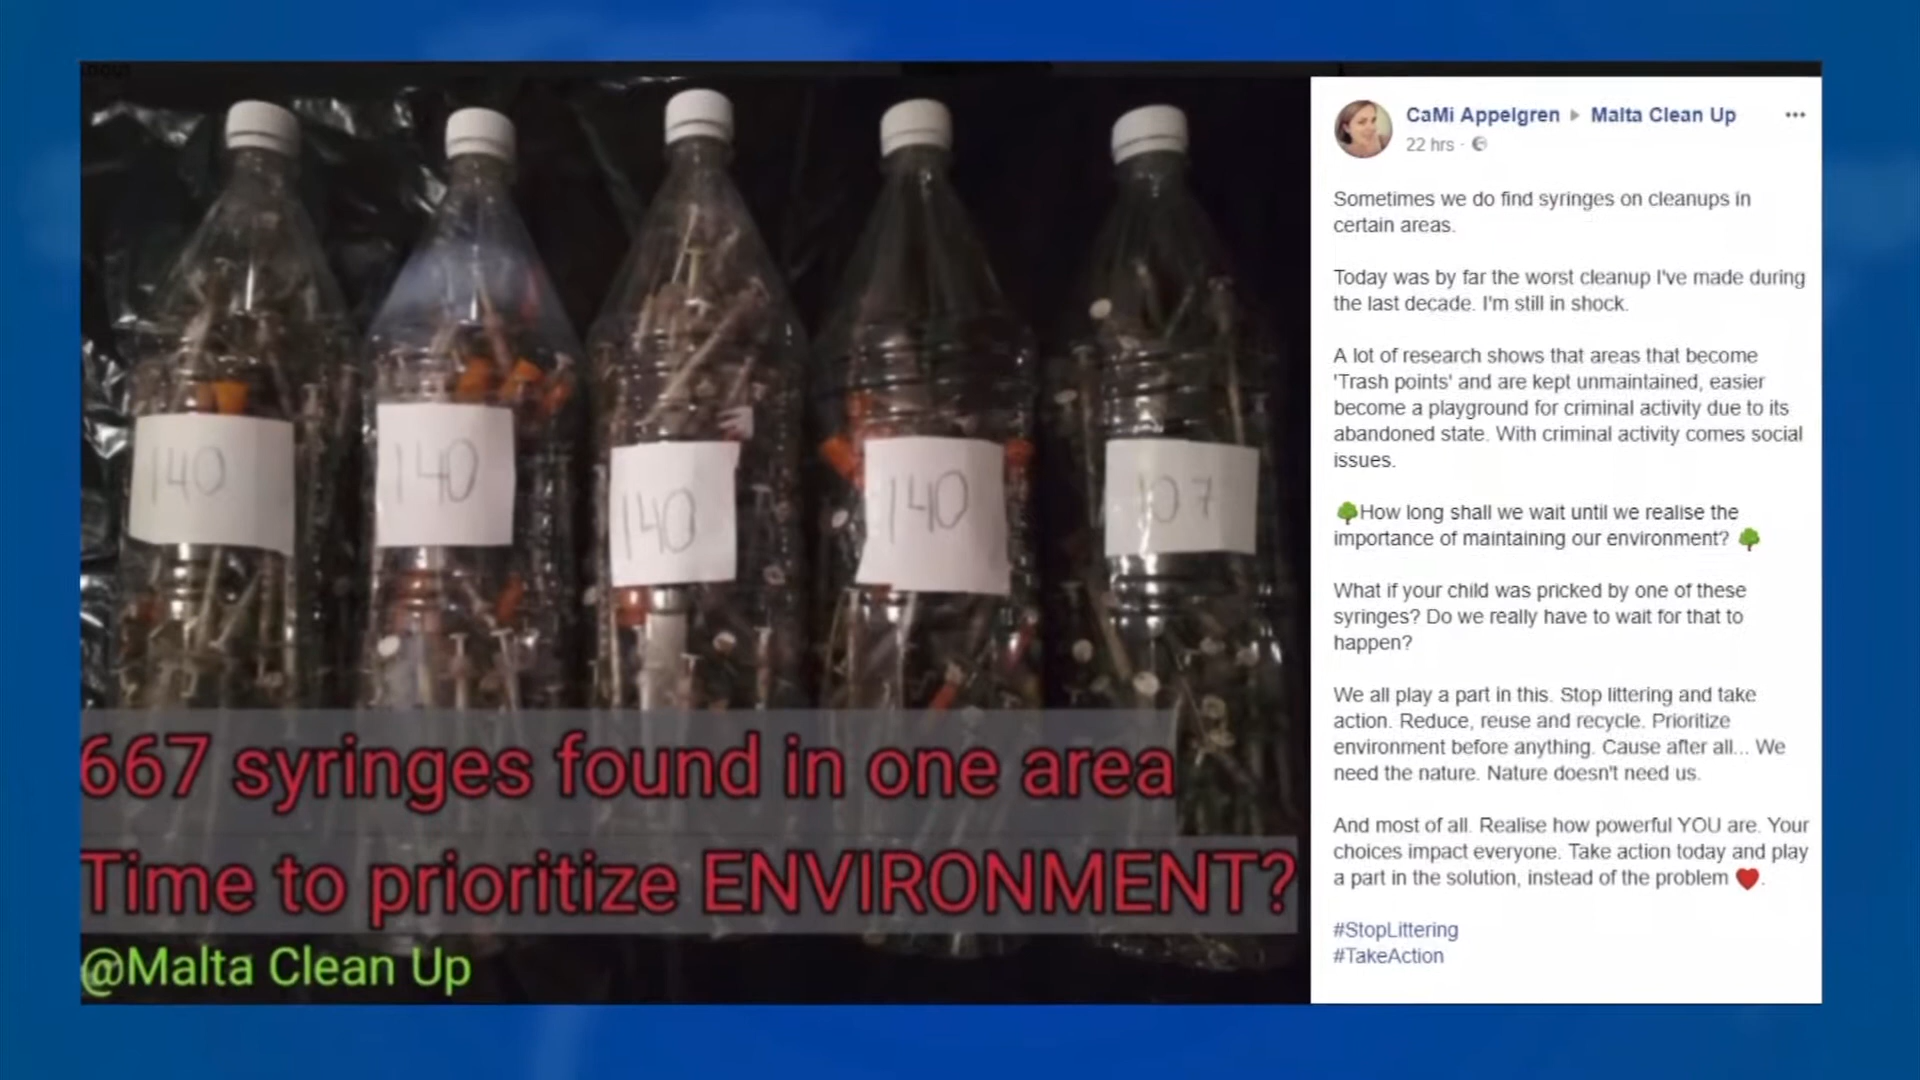 140
140
140
140
107
667 syringes found in one area
Time to prioritize ENVIRONMENT?
@Malta Clean Up
CaMi Appelgren ▸ Malta Clean Up
22 hrs ·
Sometimes we do find syringes on cleanups in
certain areas.
Today was by far the worst cleanup I've made during
the last decade. I'm still in shock.
A lot of research shows that areas that become
'Trash points' and are kept unmaintained, easier
become a playground for criminal activity due to its
abandoned state. With criminal activity comes social
issues.
🌳How long shall we wait until we realise the
importance of maintaining our environment? 🌳
What if your child was pricked by one of these
syringes? Do we really have to wait for that to
happen?
We all play a part in this. Stop littering and take
action. Reduce, reuse and recycle. Prioritize
environment before anything. Cause after all... We
need the nature. Nature doesn't need us.
And most of all. Realise how powerful YOU are. Your
choices impact everyone. Take action today and play
a part in the solution, instead of the problem ❤.
#StopLittering
#TakeAction